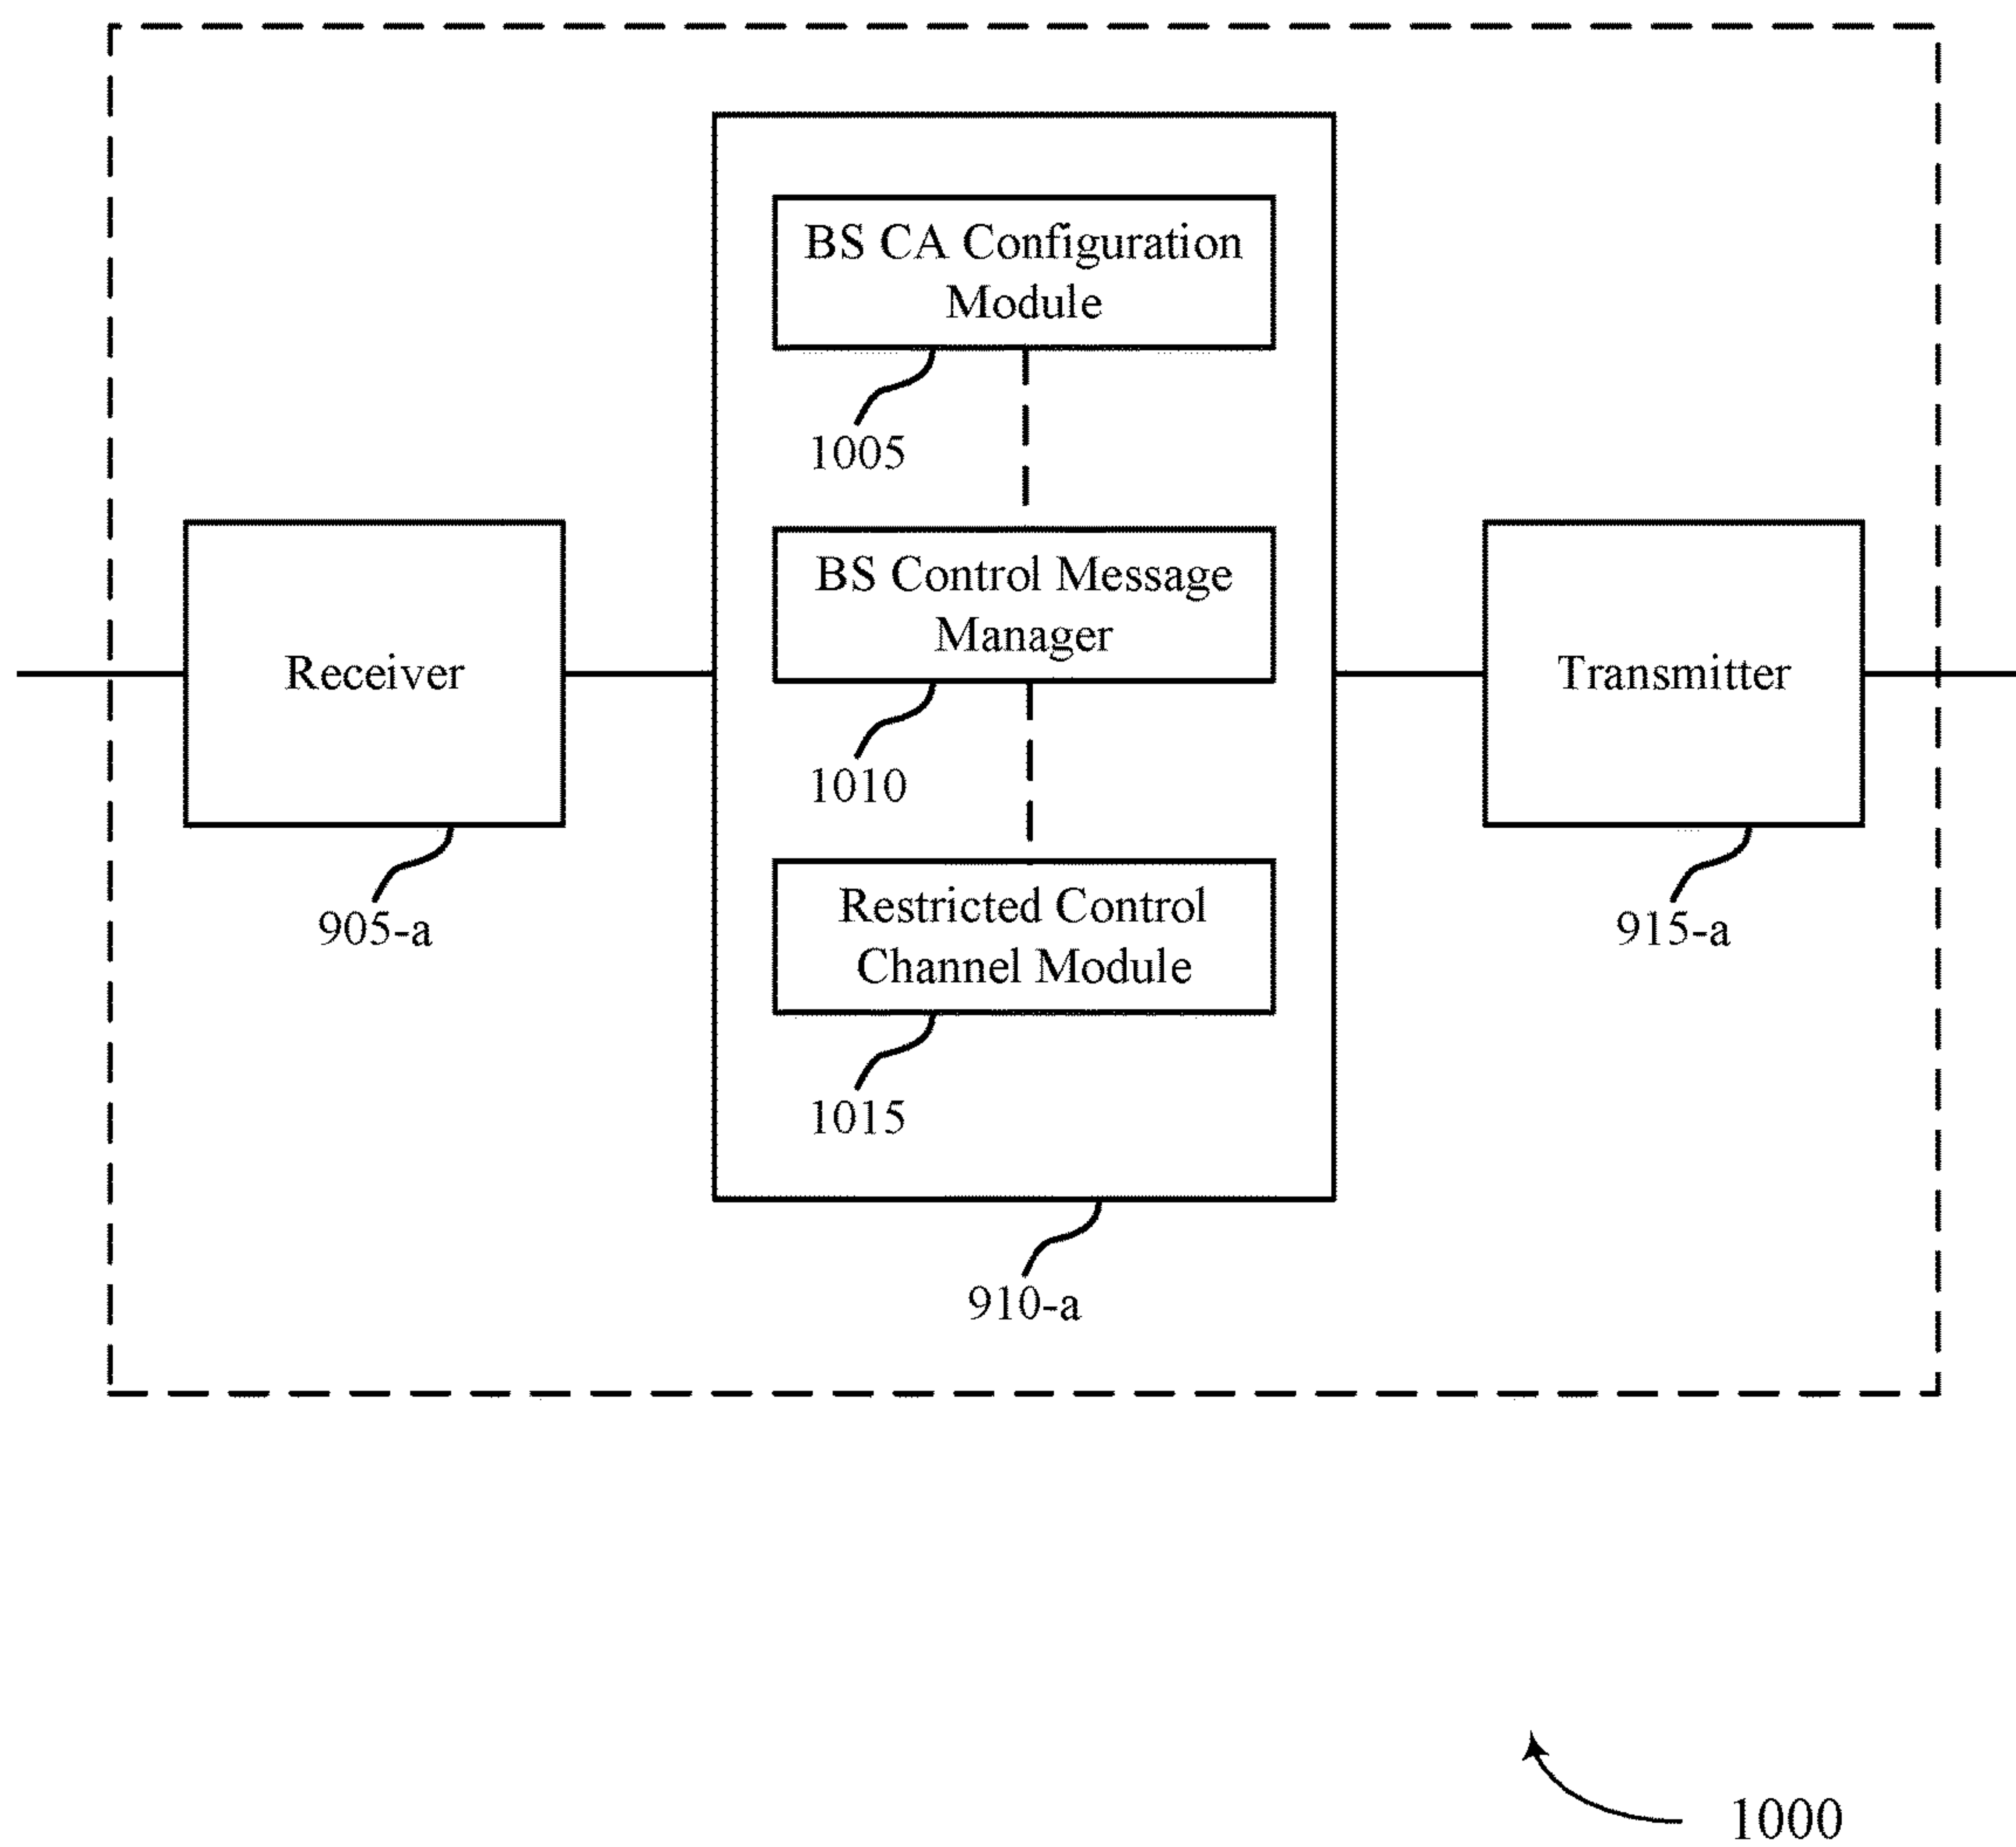 BS CA Configuration
Module
1005
BS Control Message
Manager
Receiver
Transmitter
1010
Restricted Control
Channel Module
905-a
915-a
1015
910-a
1000